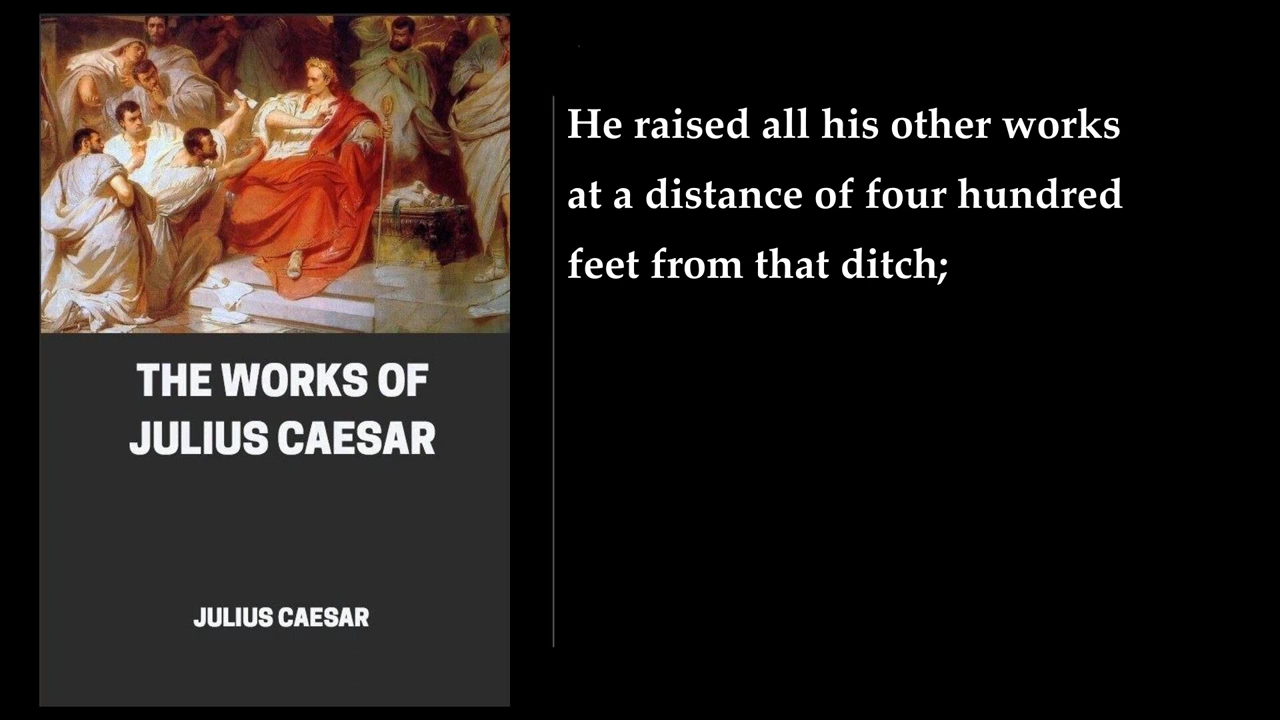 THE WORKS OF
JULIUS CAESAR
JULIUS CAESAR
He raised all his other works
at a distance of four hundred
feet from that ditch;